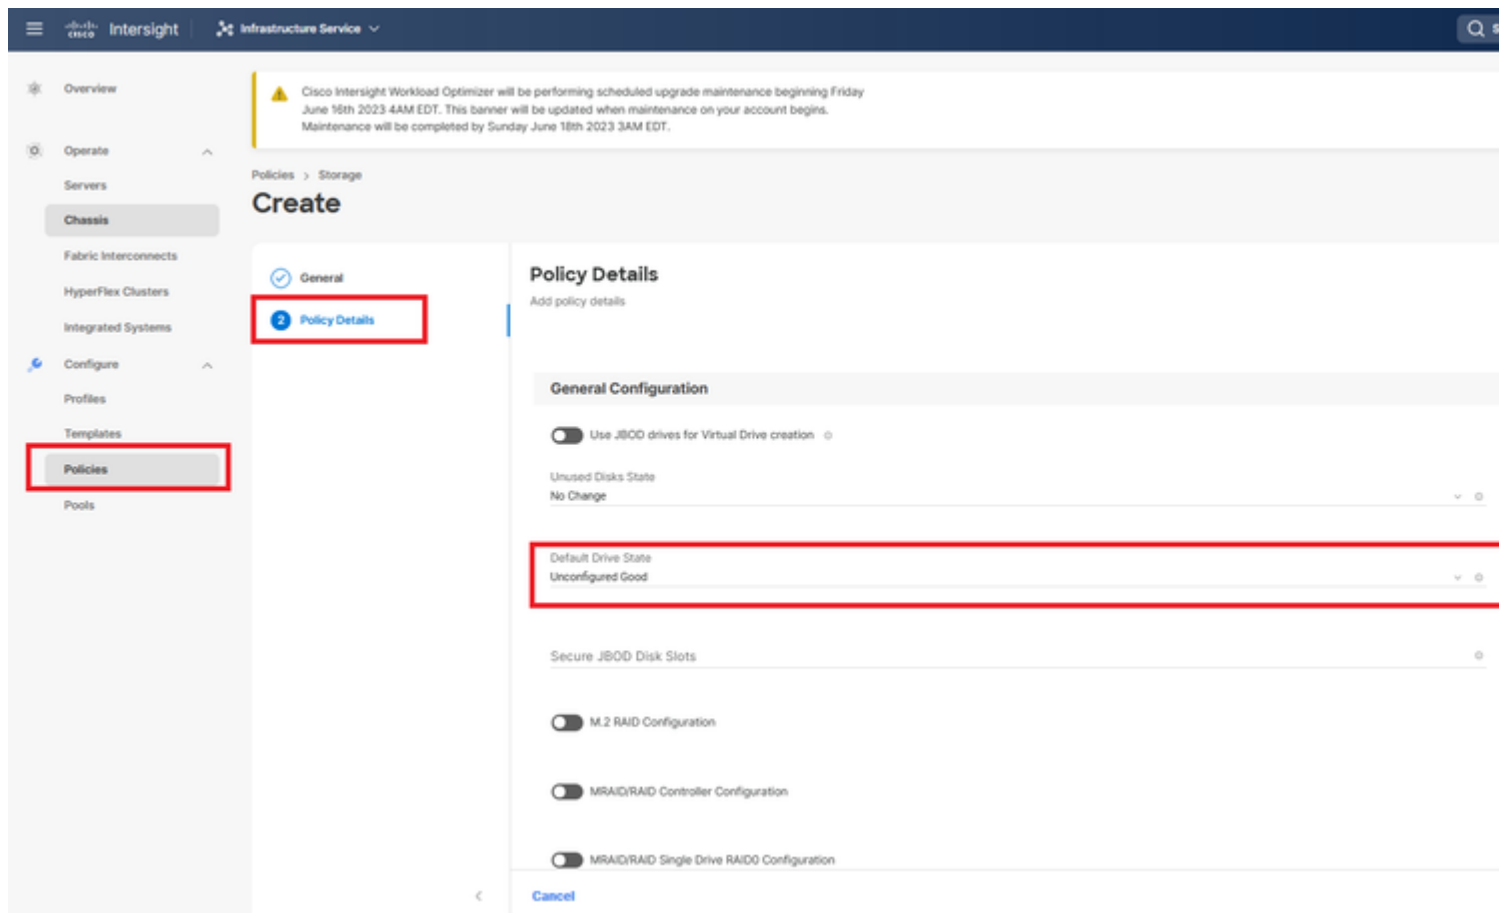 cisco Intersight
Infrastructure Service
Overview
Operate
Servers
Chassis
Fabric Interconnects
HyperFlex Clusters
Integrated Systems
Configure
Profiles
Templates
Policies
Pools
Cisco Intersight Workload Optimizer will be performing scheduled upgrade maintenance beginning Friday
June 16th 2023 4AM EDT. This banner will be updated when maintenance on your account begins.
Maintenance will be completed by Sunday June 18th 2023 3AM EDT.
Policies > Storage
Create
General
2 Policy Details
Policy Details
Add policy details
General Configuration
Use JBOD drives for Virtual Drive creation
Unused Disks State
No Change
Default Drive State
Unconfigured Good
Secure JBOD Disk Slots
M.2 RAID Configuration
MRAID/RAID Controller Configuration
MRAID/RAID Single Drive RAID0 Configuration
Cancel